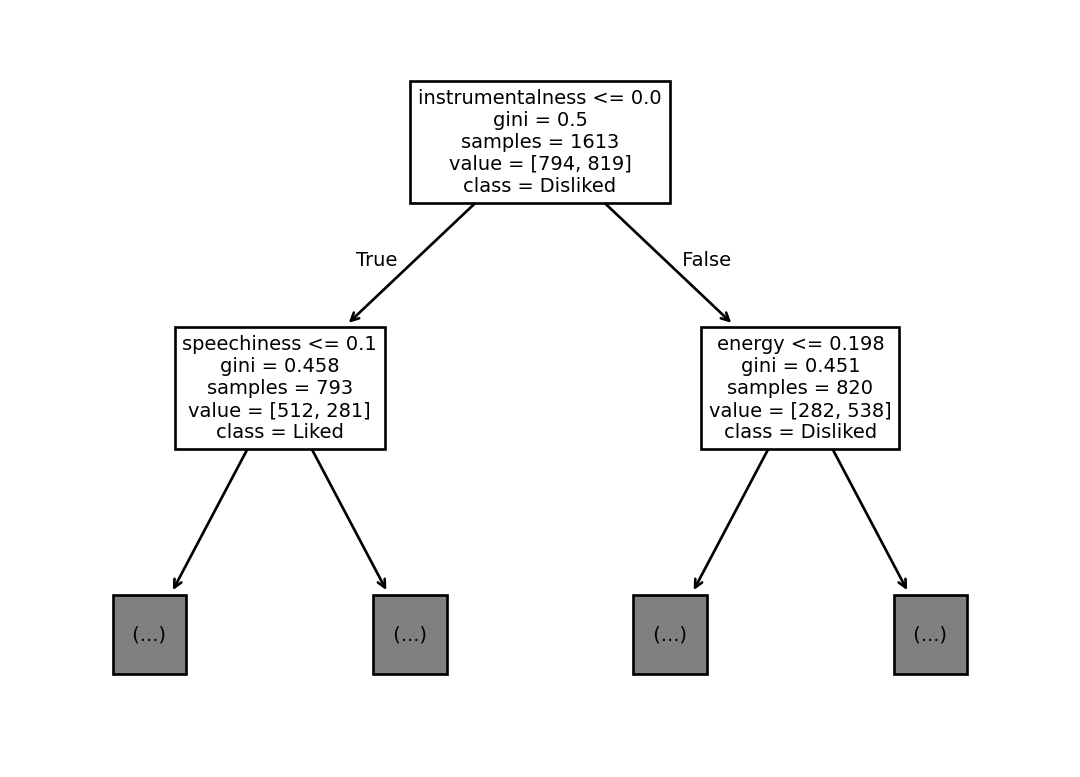 instrumentalness <= 0.0
gini = 0.5
samples = 1613
value = [794, 819]
class = Disliked
True
False
speechiness <= 0.1
gini = 0.458
samples = 793
value = [512, 281]
class = Liked
energy <= 0.198
gini = 0.451
samples = 820
value = [282, 538]
class = Disliked
(...)
(...)
(...)
(...)